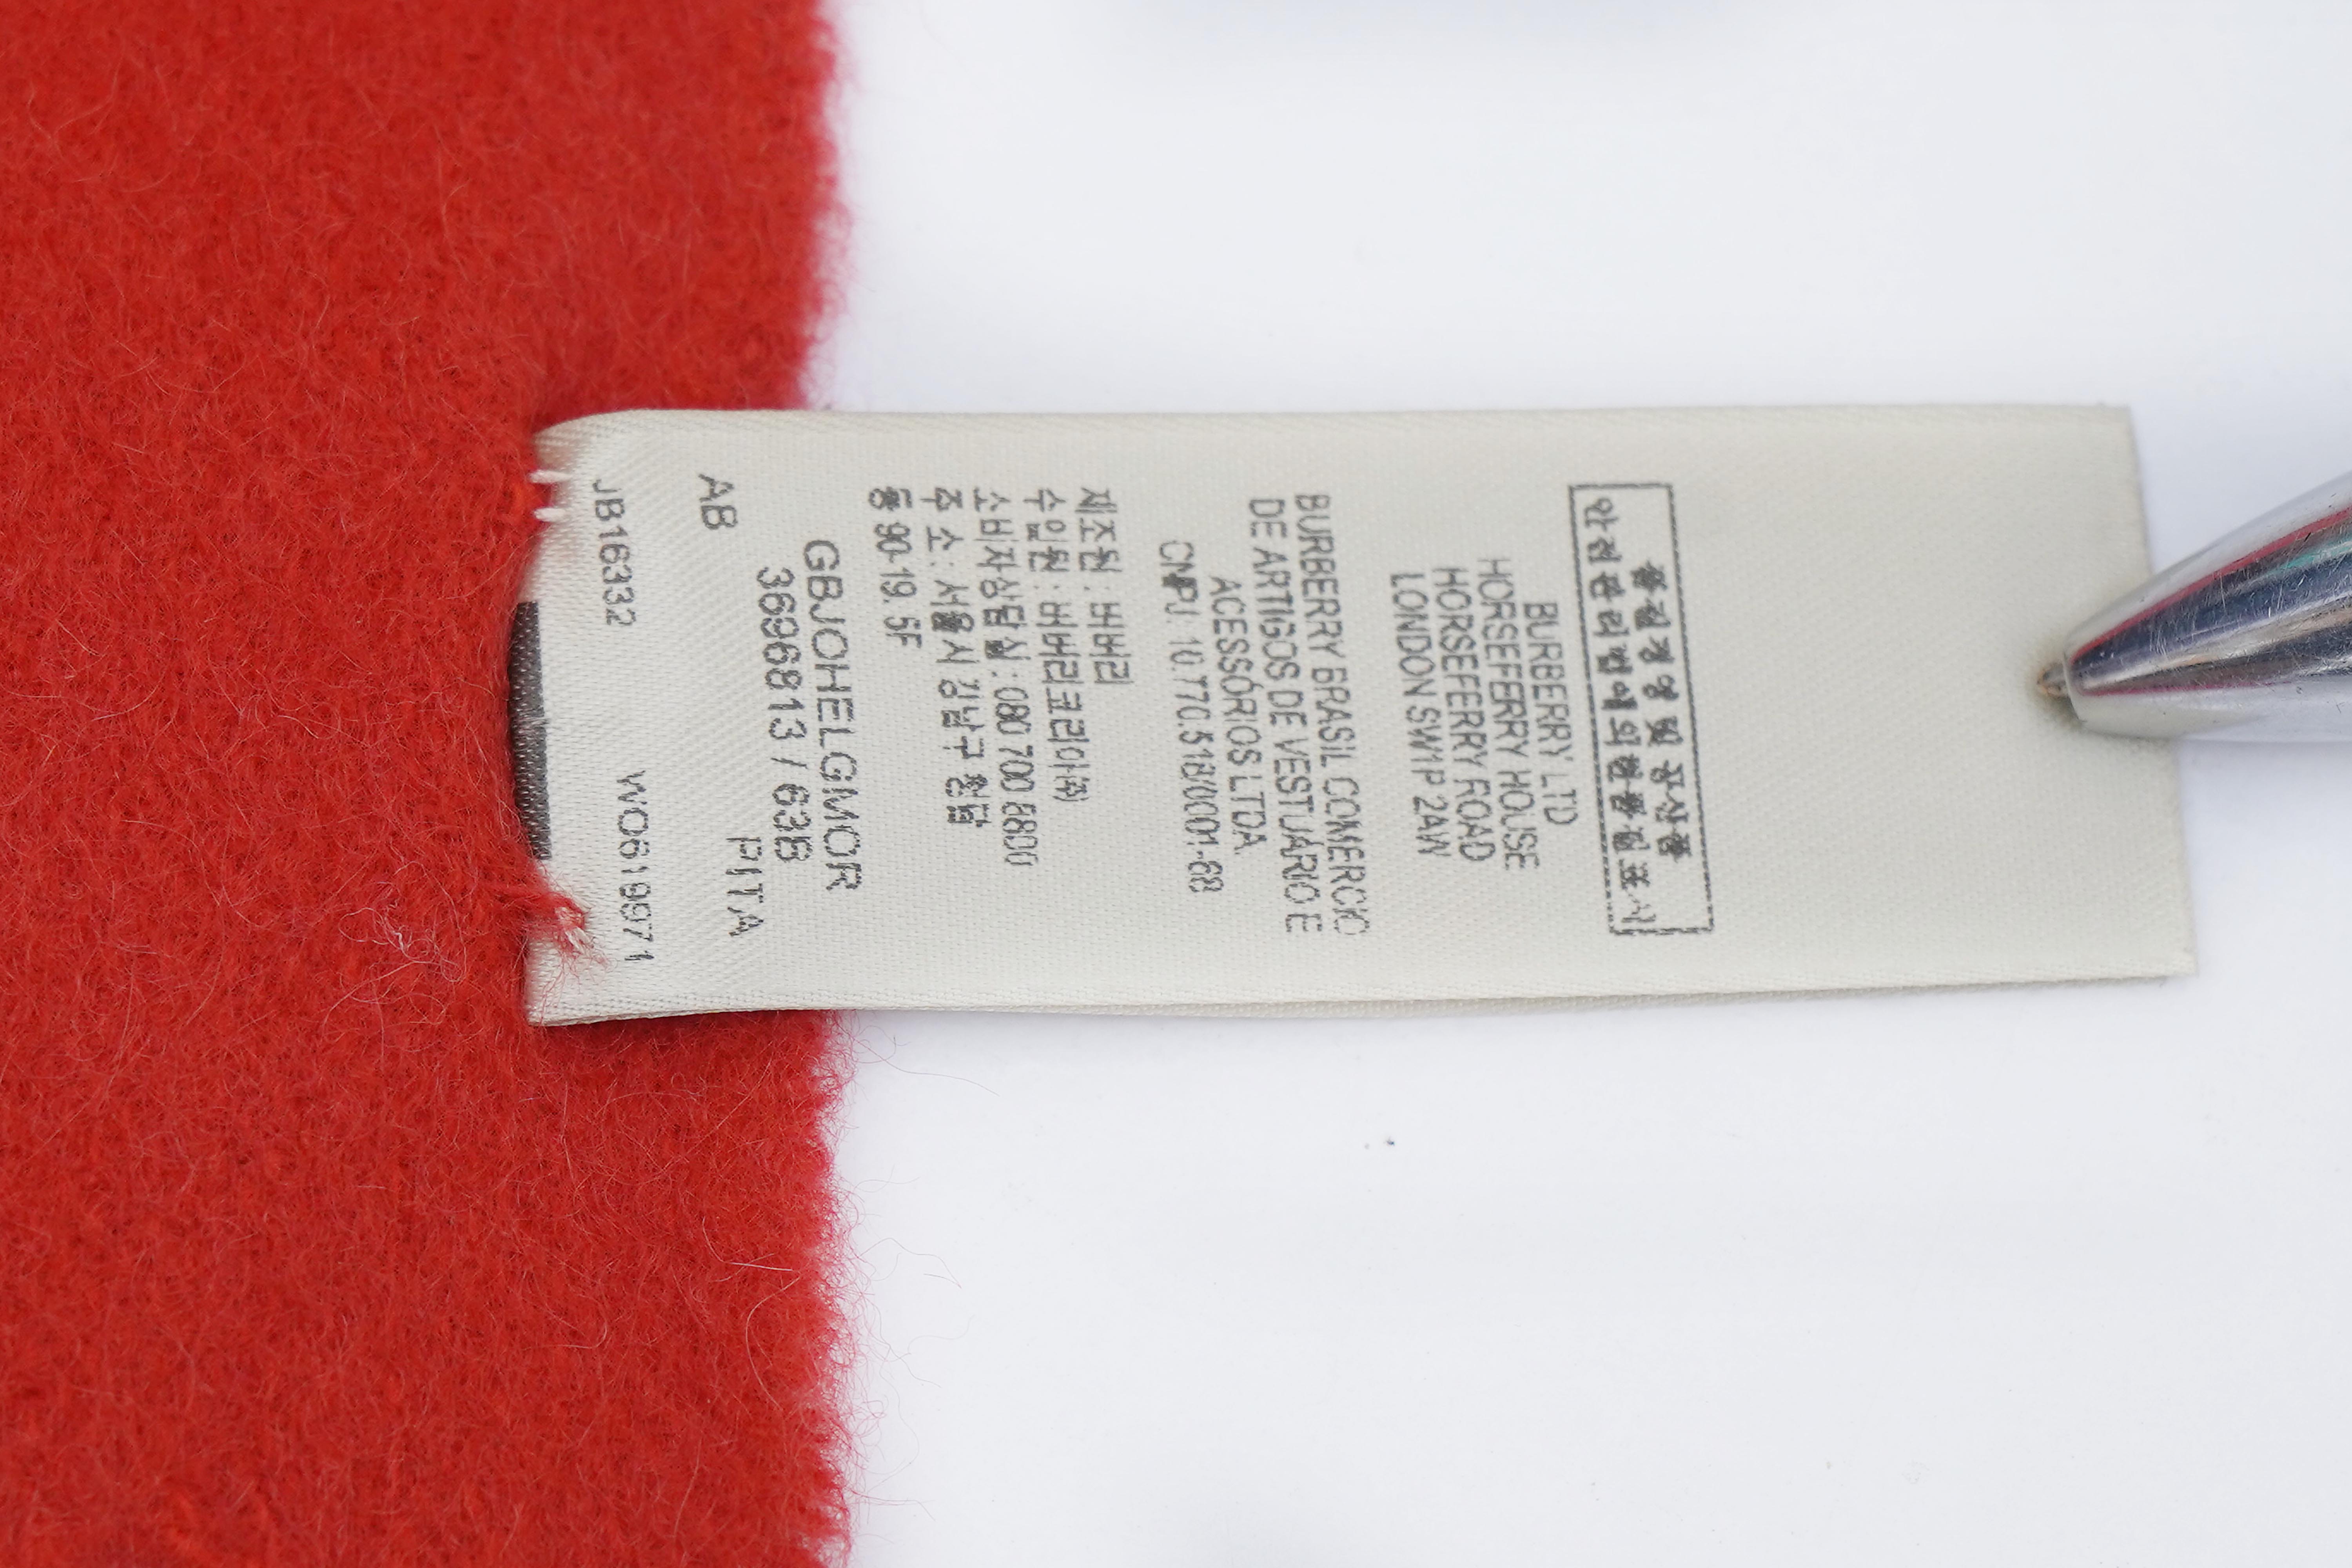 품질경영 및 공산품
안전관리법에의한품질표시
BURBERRY LTD
HORSEFERRY HOUSE
HORSEFERRY ROAD
LONDON SW1P 2AW
BURBERRY BRASIL COMERCIO
DE ARTIGOS DE VESTUÁRIO E
ACESSÓRIOS LTDA.
CNPJ. 10.770.518/0001-68
제조원 : 버버리
수입원 : 버버리코리아(주)
소비자상담실 : 080 700 8800
주 소 : 서울시 강남구 청담
동 90-19. 5F
GBJOHELGMOR
3696813 / 63B
AB PITA
JB16332 WO619971